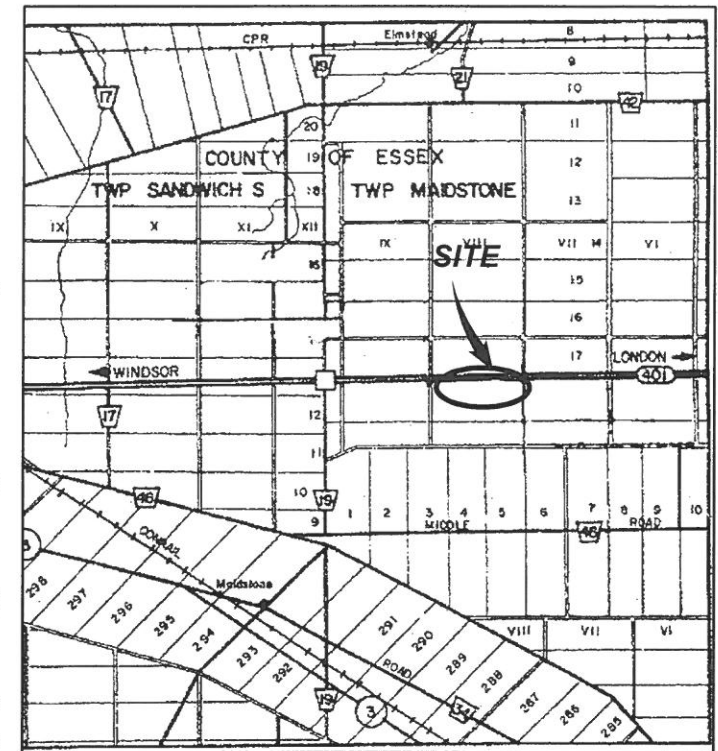 CPR Elmstead 8
19
17 21 9
10 42
20 11
COUNTY 19 OF ESSEX 12
TWP SANDWICH S 18 TWP MAIDSTONE
13
IX X XI XII IX VIII VII 14 VI
SITE
16 15
16
17 LONDON
WINDSOR 401
17 12
11
10
46 19 1 2 3 4 5 6 7 8 9 10
9 MIDDLE 46 ROAD
3 CONRAIL
298 297 296 295 294 293 292
Maidstone
291 290 289 288 287 286 285
ROAD
VIII VII VI
19 3 34